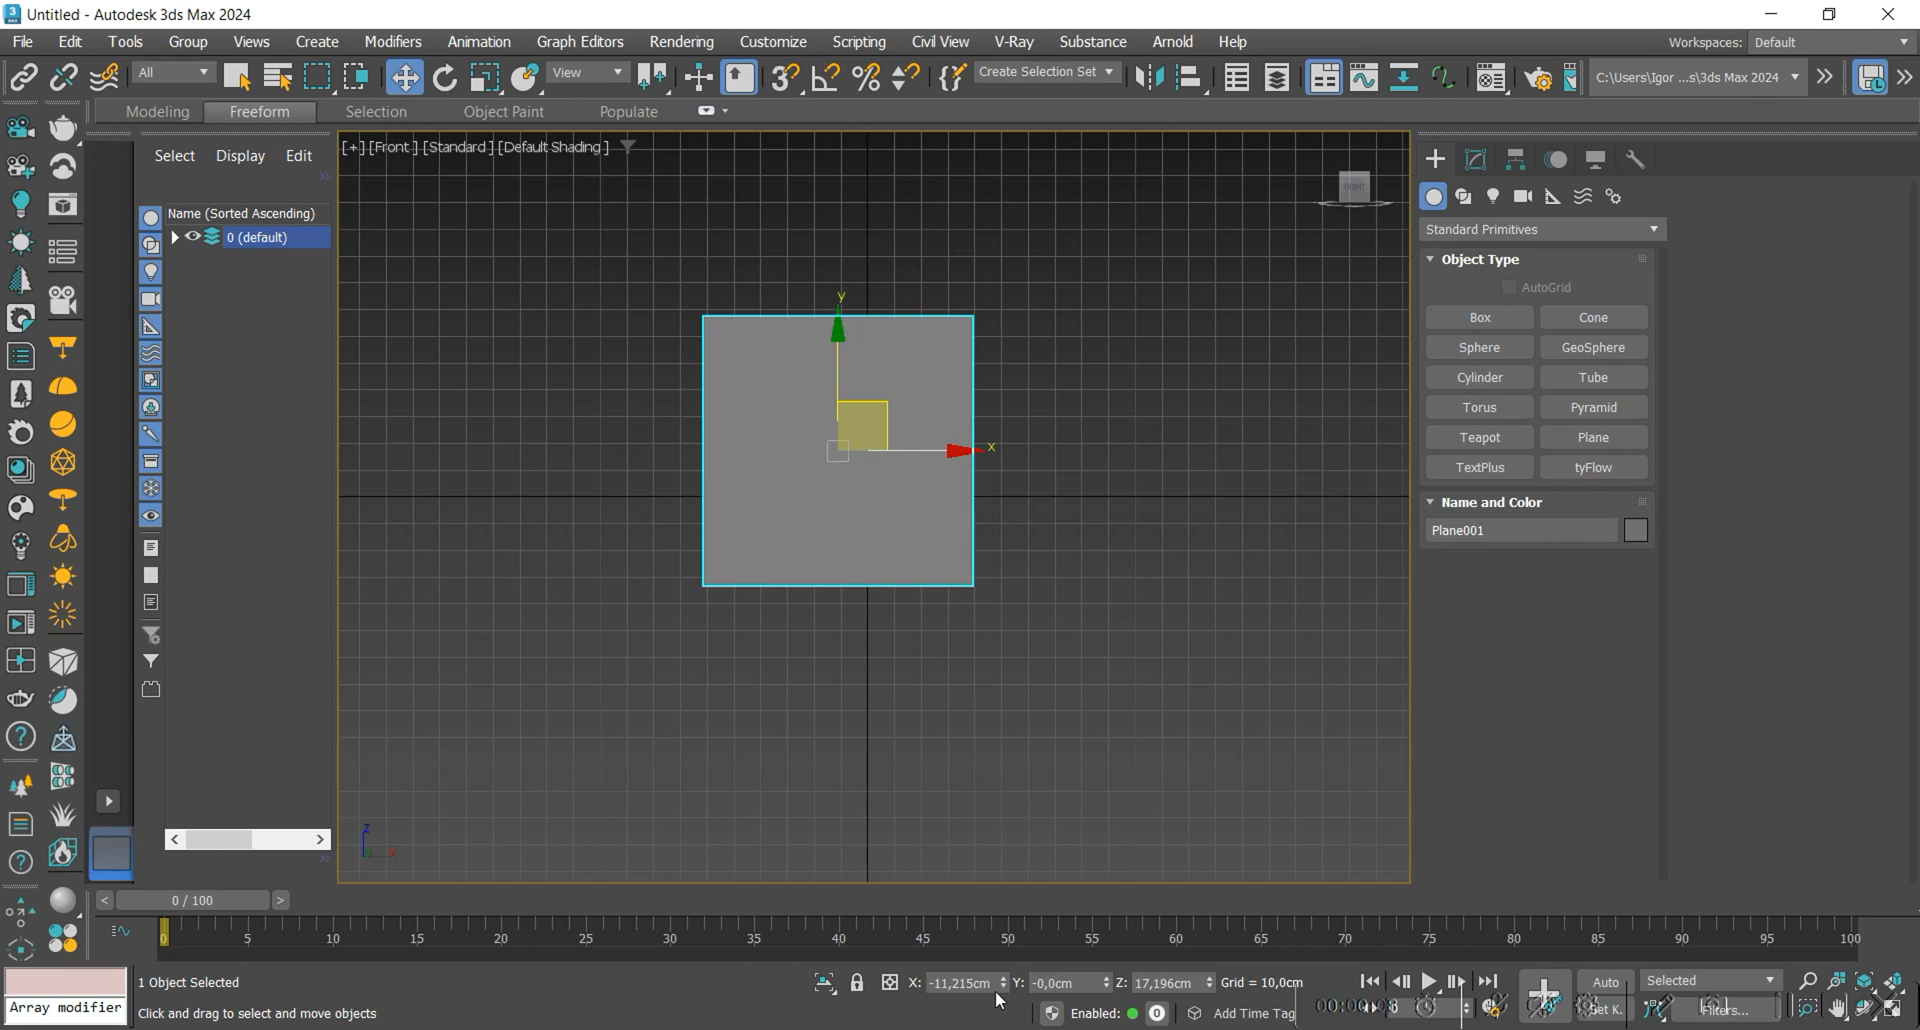 Untitled - Autodesk 3ds Max 2024
File Edit Tools Group Views Create Modifiers Animation Graph Editors Rendering Customize Scripting Civil View V-Ray Substance Arnold Help Workspaces: Default
All View Create Selection Set C:\Users\Igor ...s\3ds Max 2024
Modeling Freeform Selection Object Paint Populate
[+] [Front ] [Standard ] [Default Shading ]
Select Display Edit
FRONT
Name (Sorted Ascending)
0 (default)
Standard Primitives
Object Type
AutoGrid
Box Cone
Sphere GeoSphere
Cylinder Tube
Torus Pyramid
Teapot Plane
TextPlus tyFlow
Name and Color
Plane001
y
x
z
y x
< 0 / 100 >
0 5 10 15 20 25 30 35 40 45 50 55 60 65 70 75 80 85 90 95 100
1 Object Selected X: -11,215cm Y: -0,0cm Z: 17,196cm Grid = 10,0cm Auto Selected
Array modifier Click and drag to select and move objects Enabled: 0 Add Time Tag Set K. Filters...